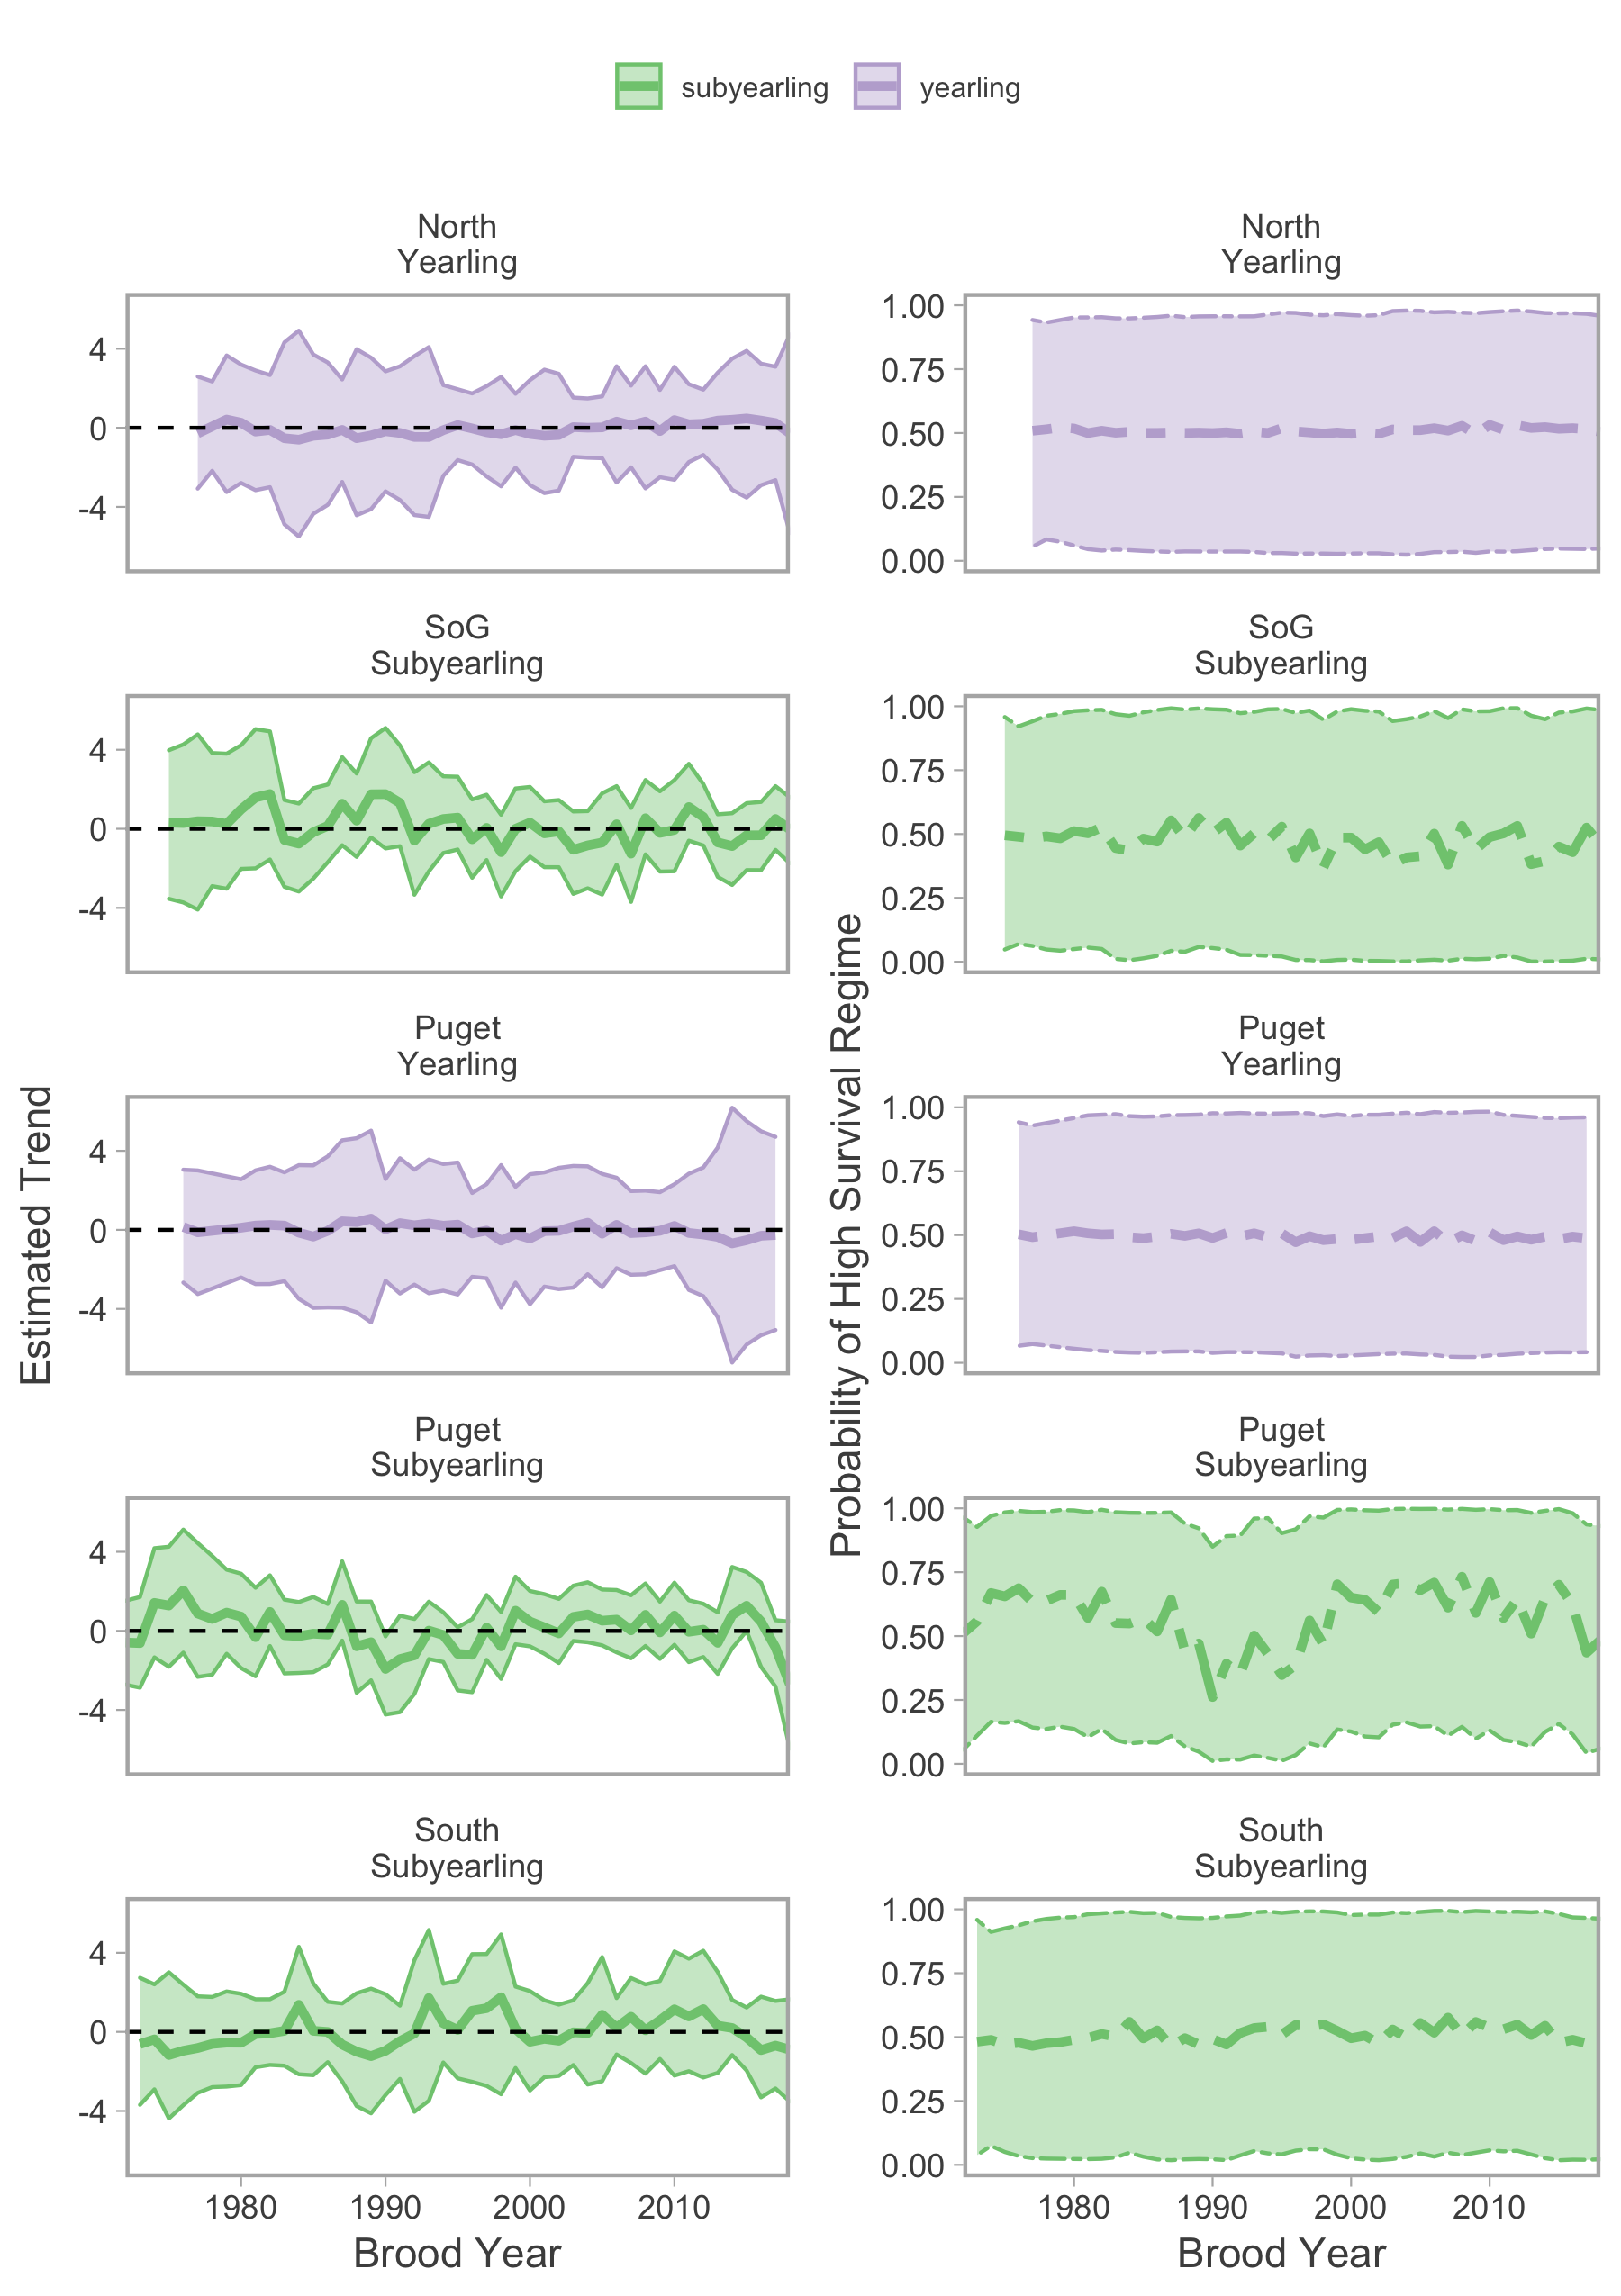 subyearling yearling
North
Yearling
4
0
-4
North
Yearling
1.00
0.75
0.50
0.25
0.00
SoG
Subyearling
4
0
-4
SoG
Subyearling
1.00
0.75
0.50
0.25
0.00
Puget
Yearling
4
0
-4
Puget
Yearling
1.00
0.75
0.50
0.25
0.00
Puget
Subyearling
4
0
-4
Puget
Subyearling
1.00
0.75
0.50
0.25
0.00
South
Subyearling
4
0
-4
South
Subyearling
1.00
0.75
0.50
0.25
0.00
Estimated Trend
Probability of High Survival Regime
1980 1990 2000 2010
Brood Year
1980 1990 2000 2010
Brood Year